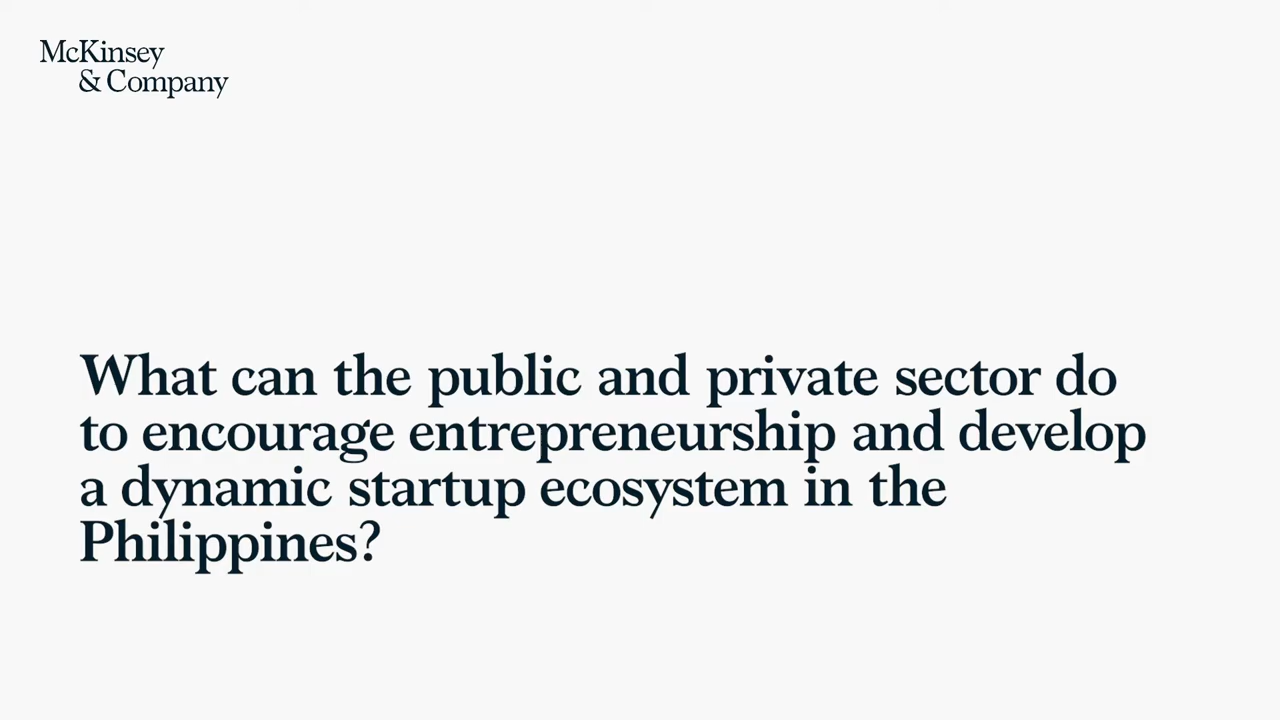 McKinsey
& Company
What can the public and private sector do
to encourage entrepreneurship and develop
a dynamic startup ecosystem in the
Philippines?